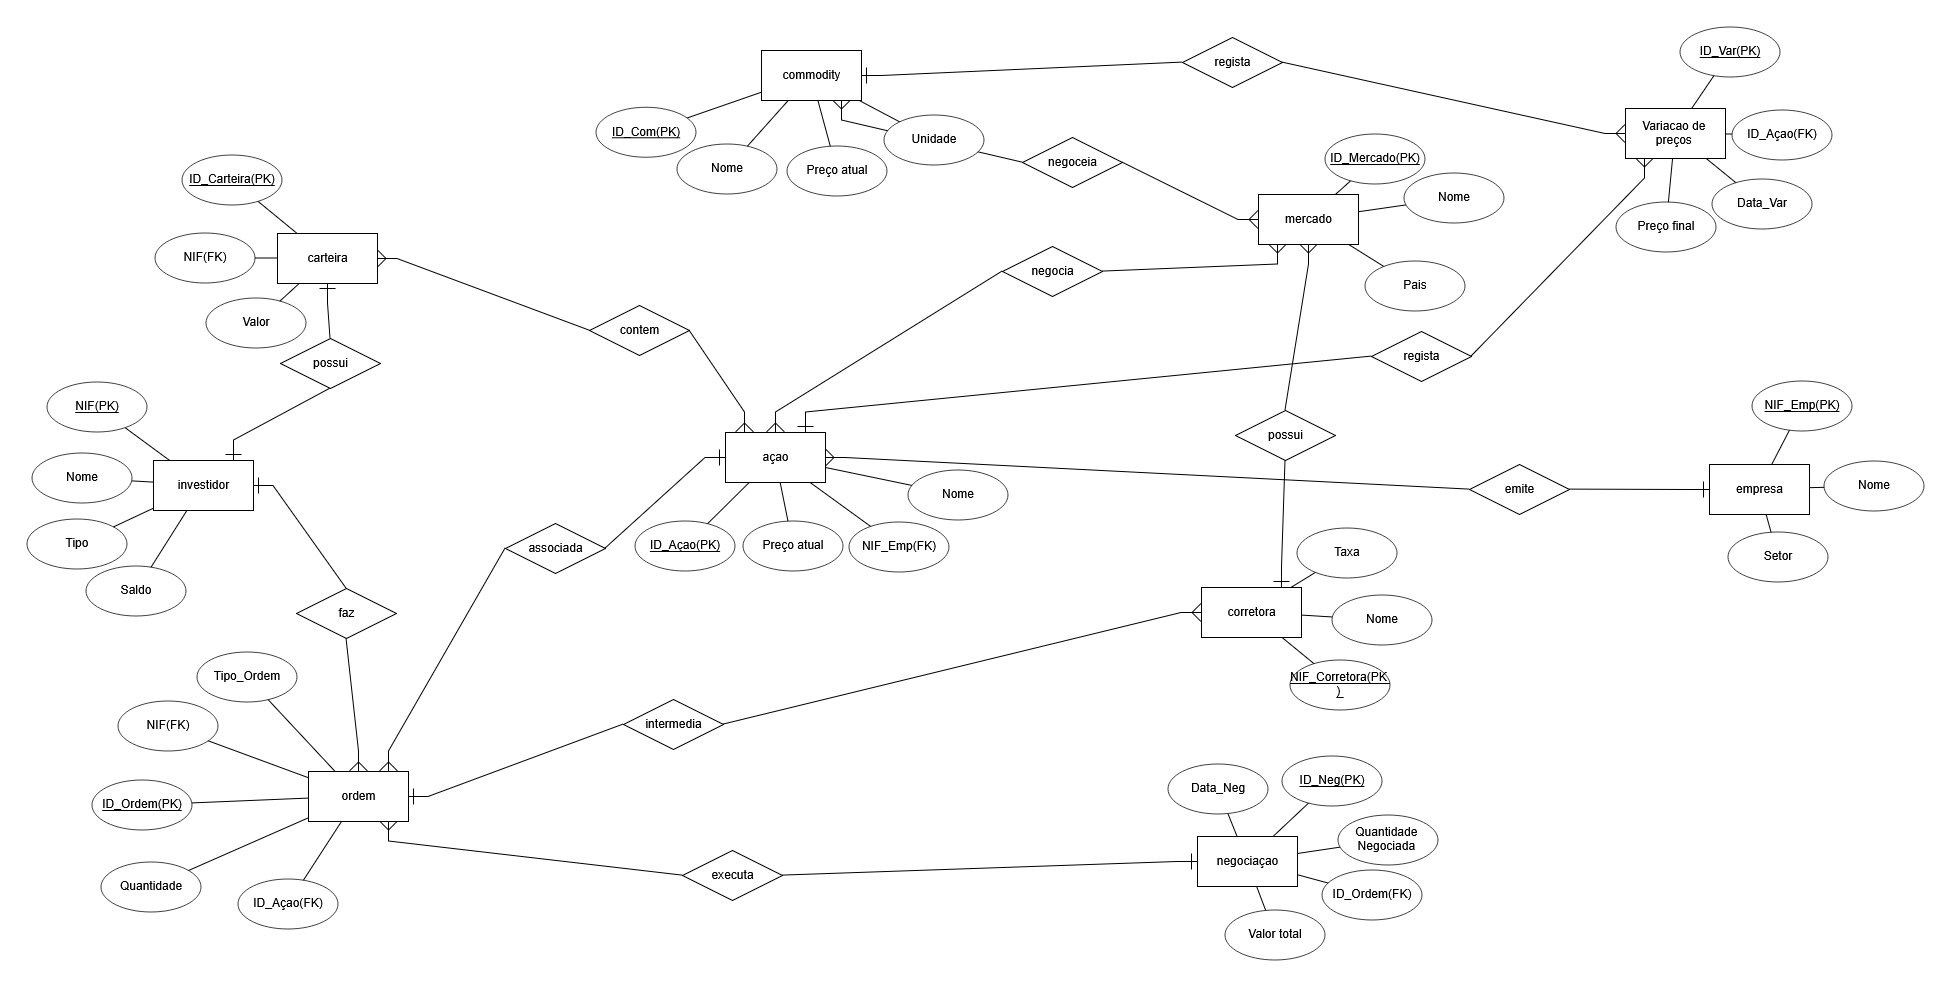 ID_Var(PK)
regista
commodity
Variacao de
preços
ID_Açao(FK)
ID_Com(PK)
Unidade
Nome
Preço atual
negoceia
ID_Mercado(PK)
Nome
Data_Var
Preço final
mercado
ID_Carteira(PK)
NIF(FK)
carteira
Valor
negocia
Pais
contem
regista
possui
NIF(PK)
NIF_Emp(PK)
possui
açao
Nome
investidor
Nome
emite
empresa
Nome
Tipo
associada
ID_Açao(PK)
Preço atual
NIF_Emp(FK)
Taxa
Setor
Saldo
faz
corretora
Nome
Tipo_Ordem
NIF_Corretora(PK
)
NIF(FK)
intermedia
ID_Ordem(PK)
ordem
Data_Neg
ID_Neg(PK)
Quantidade
Negociada
negociaçao
executa
Quantidade
ID_Açao(FK)
ID_Ordem(FK)
Valor total